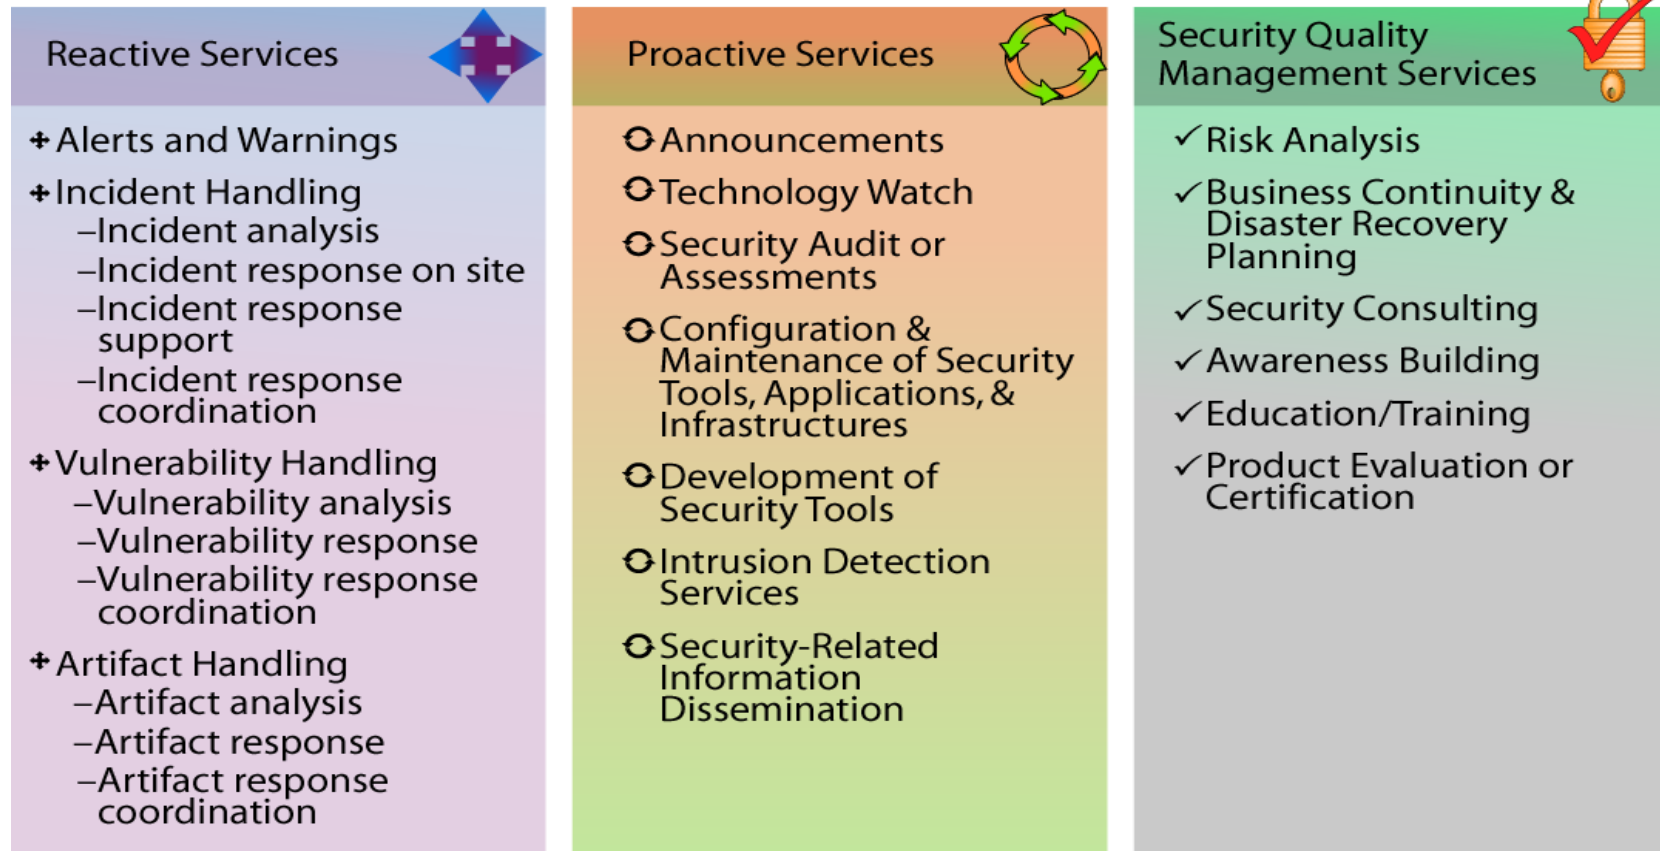 Reactive Services
Alerts and Warnings
Incident Handling
–Incident analysis
–Incident response on site
–Incident response
support
–Incident response
coordination
Vulnerability Handling
–Vulnerability analysis
–Vulnerability response
–Vulnerability response
coordination
Artifact Handling
–Artifact analysis
–Artifact response
–Artifact response
coordination
Proactive Services
Announcements
Technology Watch
Security Audit or
Assessments
Configuration &
Maintenance of Security
Tools, Applications, &
Infrastructures
Development of
Security Tools
Intrusion Detection
Services
Security-Related
Information
Dissemination
Security Quality
Management Services
✓Risk Analysis
✓Business Continuity &
Disaster Recovery
Planning
✓Security Consulting
✓Awareness Building
✓Education/Training
✓Product Evaluation or
Certification